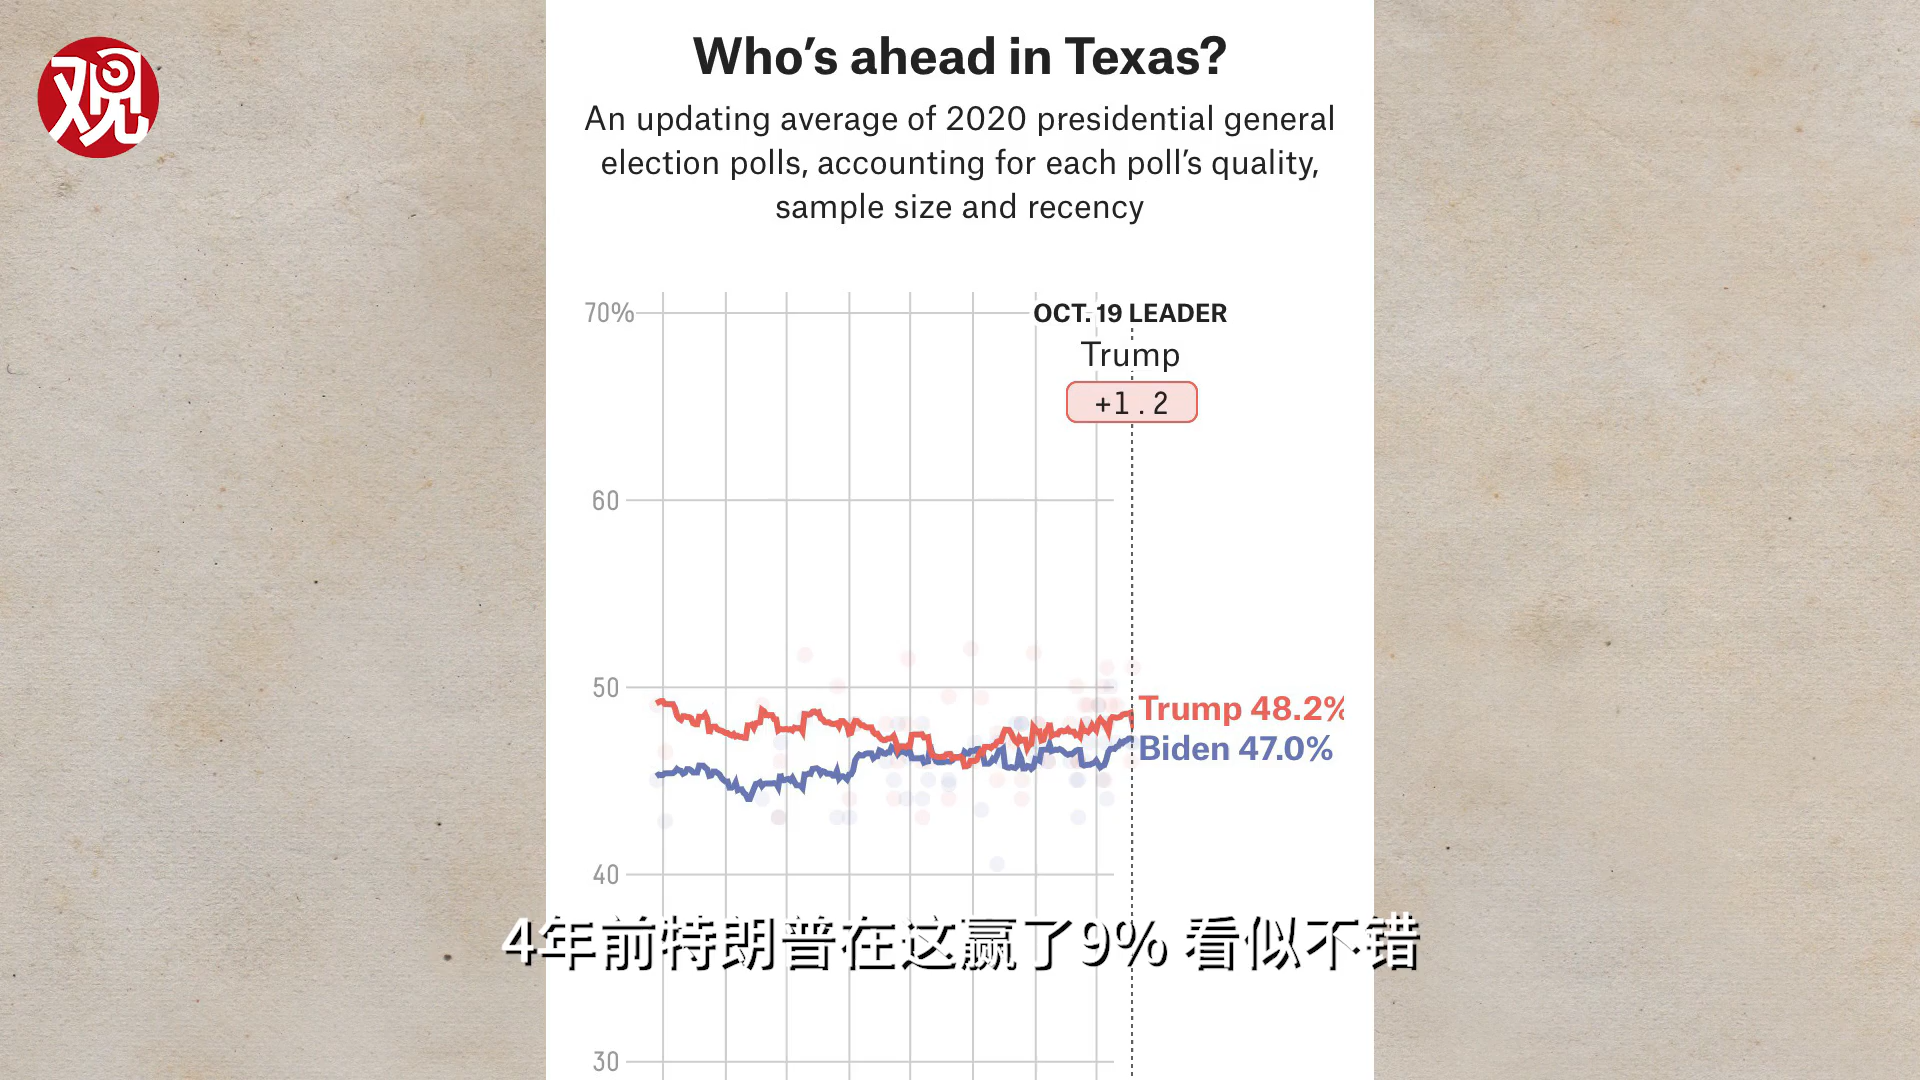 观
Who’s ahead in Texas?
An updating average of 2020 presidential general
election polls, accounting for each poll’s quality,
sample size and recency
70%
OCT. 19 LEADER
Trump
+1.2
60
50
Trump 48.2%
Biden 47.0%
40
4年前特朗普在这赢了9% 看似不错
30